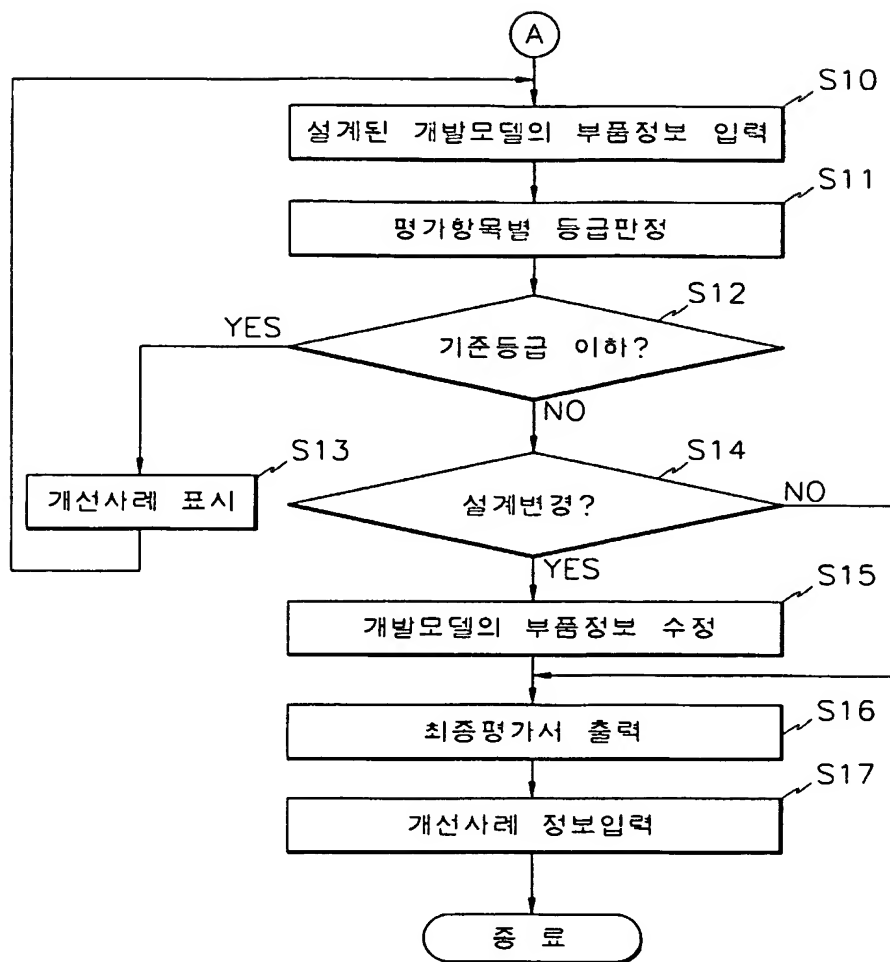 A
S10
설계된 개발모델의 부품정보 입력
S11
평가항목별 등급판정
S12
YES
기준등급 이하?
NO
S13
S14
개선사례 표시
설계변경?
NO
YES
S15
개발모델의 부품정보 수정
S16
최종평가서 출력
S17
개선사례 정보입력
종 료